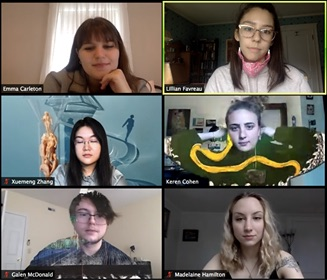 Emma Carleton
Lillian Favreau
Xuemeng Zhang
Keren Cohen
Galen McDonald
Madelaine Hamilton